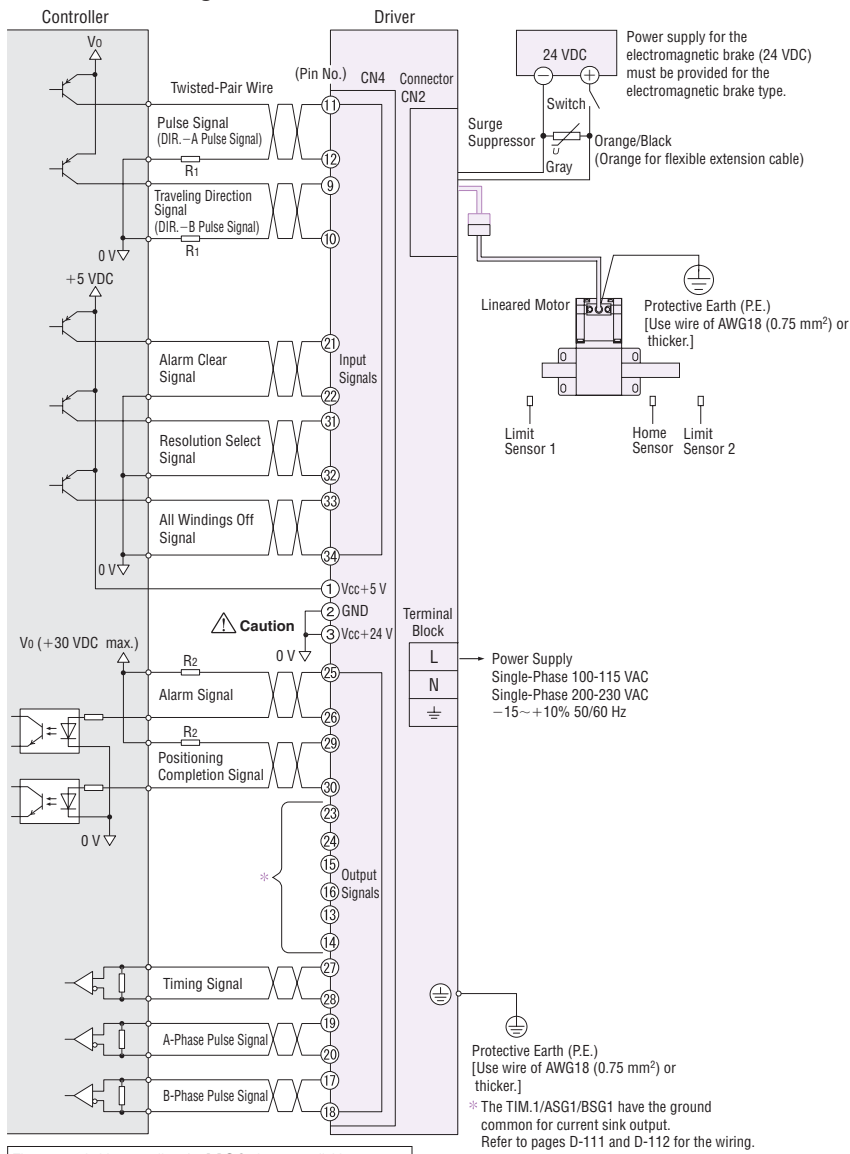 Controller
Driver
Vo
(Pin No.)
CN4
Connector
CN2
24 VDC
Power supply for the
electromagnetic brake (24 VDC)
must be provided for the
electromagnetic brake type.
Twisted-Pair Wire
11
Pulse Signal
(DIR.−A Pulse Signal)
R1
12
9
Traveling Direction
Signal
(DIR.−B Pulse Signal)
R1
10
0 V
Switch
Surge
Suppressor
U
Orange/Black
(Orange for flexible extension cable)
Gray
+5 VDC
Lineared Motor
Protective Earth (P.E.)
[Use wire of AWG18 (0.75 mm²) or
thicker.]
21
Alarm Clear
Signal
Input
Signals
22
31
Resolution Select
Signal
32
33
All Windings Off
Signal
34
0 V
Limit
Sensor 1
Home
Sensor
Limit
Sensor 2
1 Vcc+5 V
2 GND
3 Vcc+24 V
Caution
0 V
Terminal
Block
L
N
Power Supply
Single-Phase 100-115 VAC
Single-Phase 200-230 VAC
−15~+10% 50/60 Hz
Vo (+30 VDC max.)
R2
25
Alarm Signal
26
R2
29
Positioning
Completion Signal
30
0 V
23
24
15
*
Output
Signals
16
13
14
27
Timing Signal
28
19
A-Phase Pulse Signal
20
17
B-Phase Pulse Signal
18
Protective Earth (P.E.)
[Use wire of AWG18 (0.75 mm²) or
thicker.]
* The TIM.1/ASG1/BSG1 have the ground
common for current sink output.
Refer to pages D-111 and D-112 for the wiring.